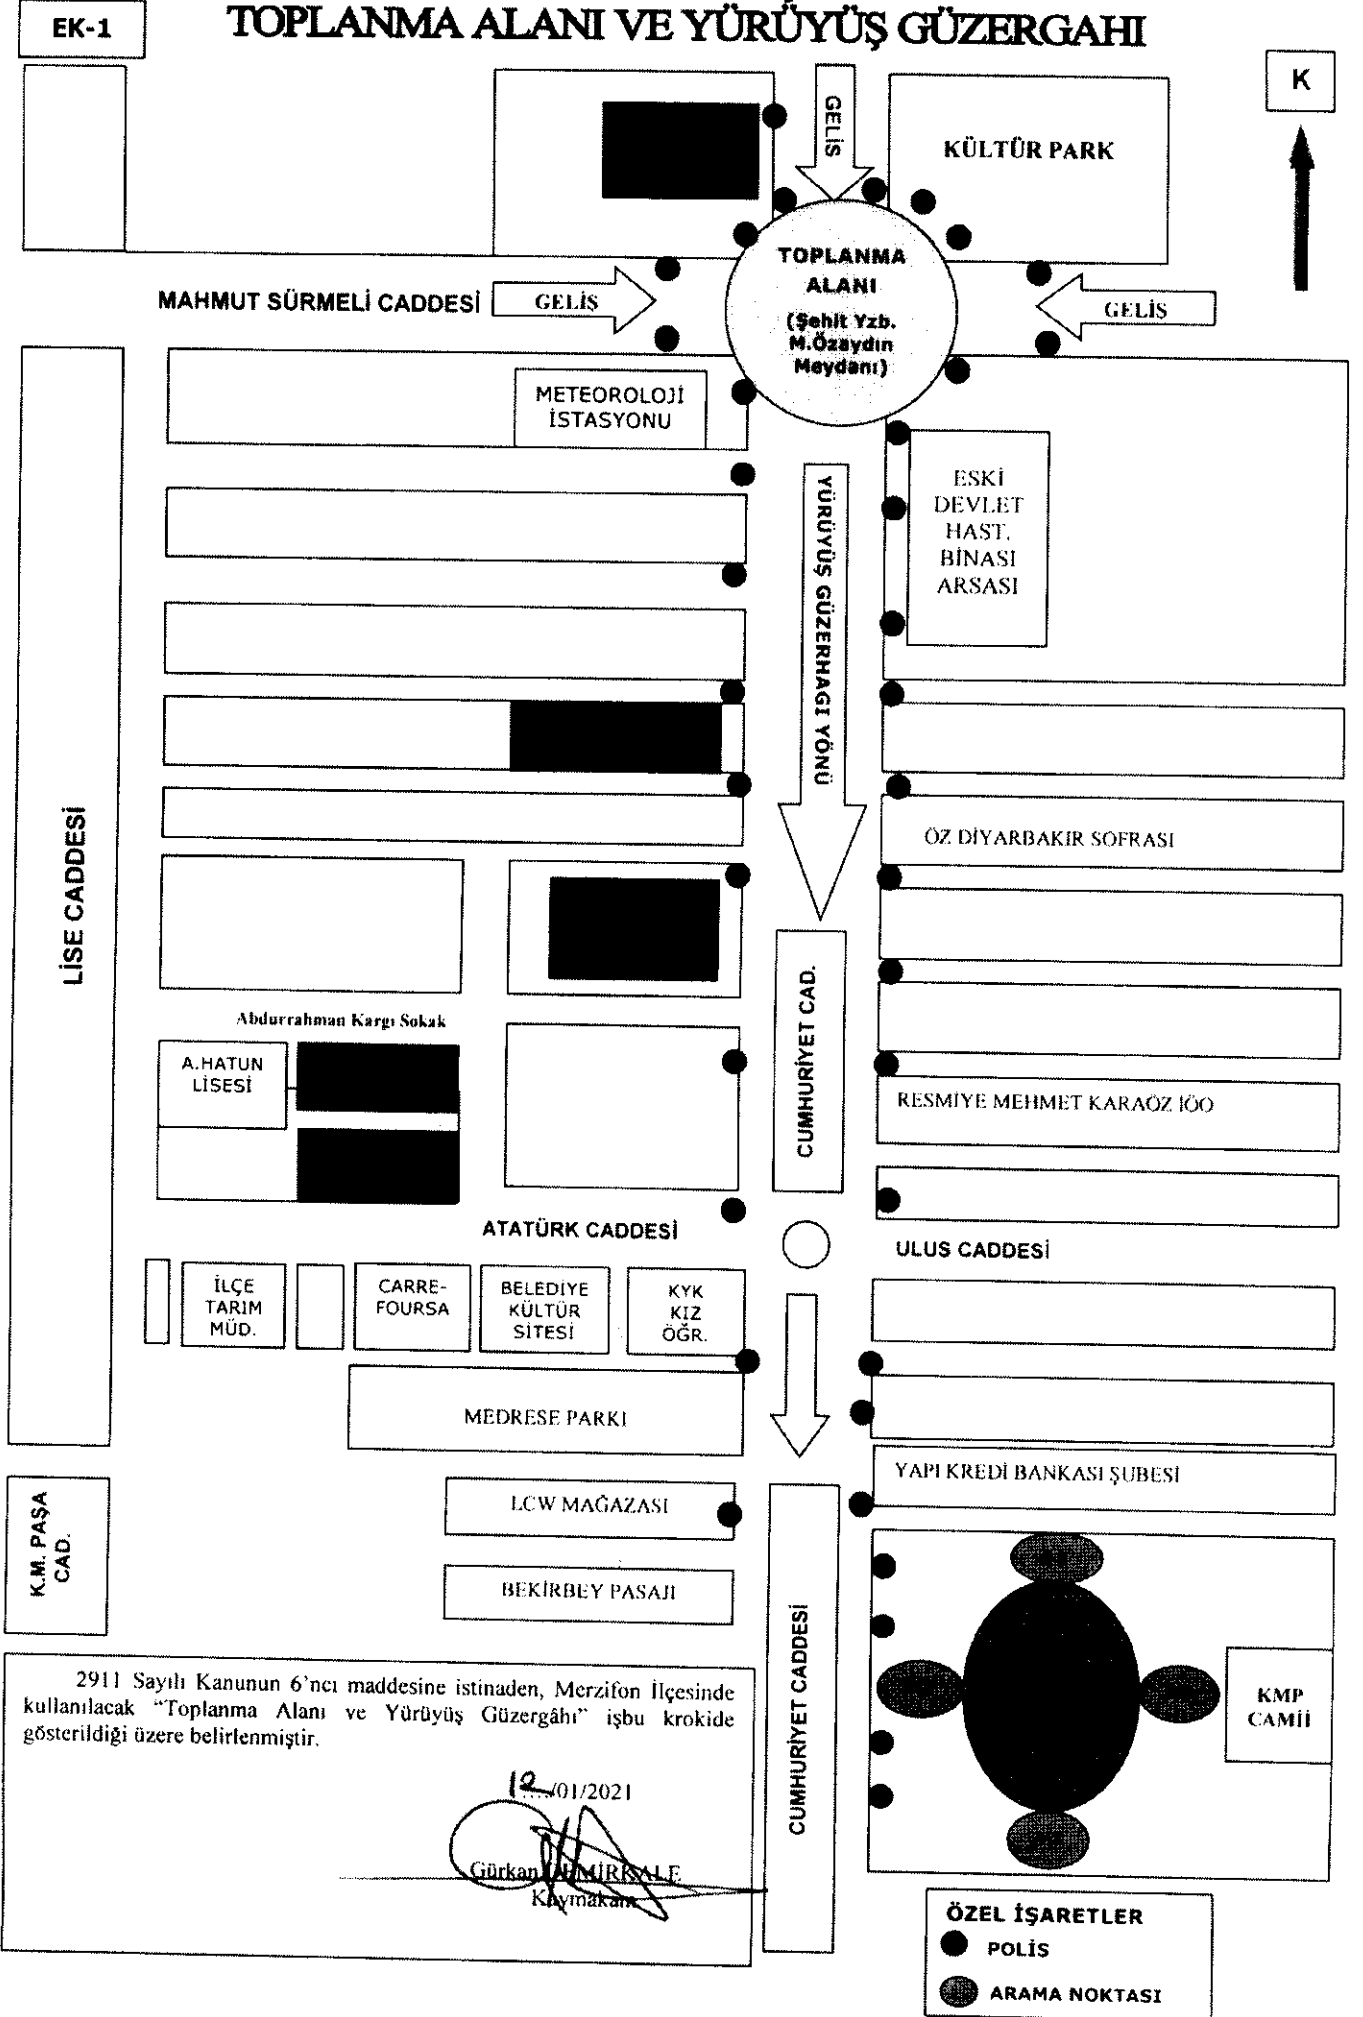 EK-1
TOPLANMA ALANI VE YÜRÜYÜŞ GÜZERGAHI
K
GELİŞ
KÜLTÜR PARK
TOPLANMA
ALANI
(Şehit Yzb.
M.Özaydın
Meydanı)
MAHMUT SÜRMELİ CADDESİ
GELİŞ
GELİŞ
METEOROLOJİ
İSTASYONU
ESKİ
DEVLET
HAST.
BİNASI
ARSASI
YÜRÜYÜŞ GÜZERHAGI YÖNÜ
LİSE CADDESİ
ÖZ DİYARBAKIR SOFRASI
CUMHURİYET CAD.
Abdurrahman Kargı Sokak
A.HATUN
LİSESİ
RESMİYE MEHMET KARAÖZ İÖO
ATATÜRK CADDESİ
ULUS CADDESİ
İLÇE
TARIM
MÜD.
CARRE-
FOURSA
BELEDİYE
KÜLTÜR
SİTESİ
KYK
KIZ
ÖĞR.
MEDRESE PARKI
YAPI KREDİ BANKASI ŞUBESİ
K.M. PAŞA
CAD.
LCW MAĞAZASI
BEKİRBEY PASAJI
CUMHURİYET CADDESİ
KMP
CAMİİ
2911 Sayılı Kanunun 6'ncı maddesine istinaden, Merzifon İlçesinde
kullanılacak “Toplanma Alanı ve Yürüyüş Güzergâhı” işbu krokide
gösterildiği üzere belirlenmiştir.
12.../01/2021
Gürkan DEMİRKALE
Kaymakam
ÖZEL İŞARETLER
POLİS
ARAMA NOKTASI